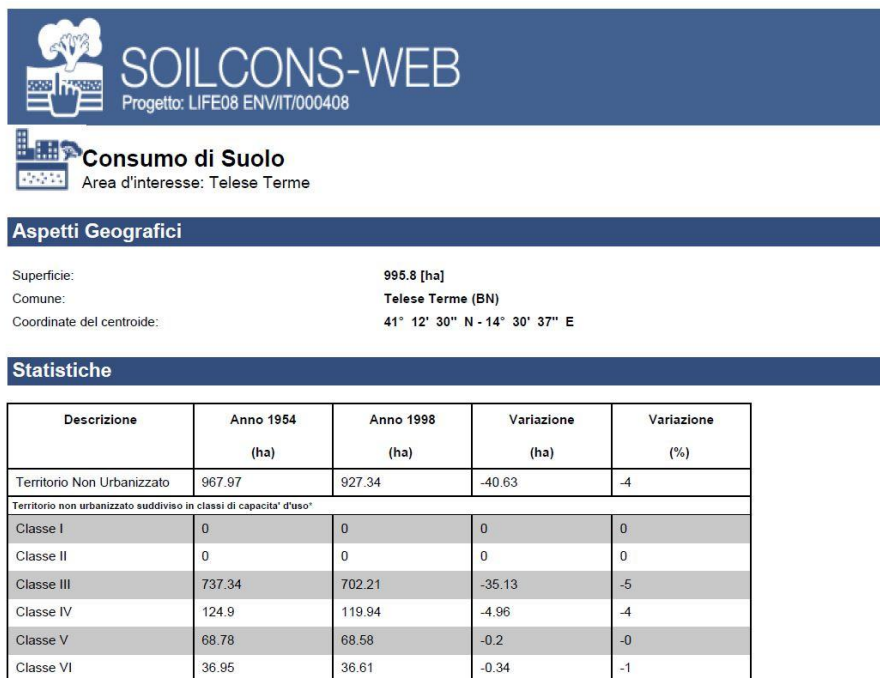 SOILCONS-WEB
Progetto: LIFE08 ENV/IT/000408
Consumo di Suolo
Area d'interesse: Telese Terme
Aspetti Geografici
Superficie: 995.8 [ha]
Comune: Telese Terme (BN)
Coordinate del centroide: 41° 12' 30'' N - 14° 30' 37'' E
Statistiche
Descrizione Anno 1954 Anno 1998 Variazione Variazione
(ha) (ha) (ha) (%)
Territorio Non Urbanizzato 967.97 927.34 -40.63 -4
Territorio non urbanizzato suddiviso in classi di capacita' d'uso*
Classe I 0 0 0 0
Classe II 0 0 0 0
Classe III 737.34 702.21 -35.13 -5
Classe IV 124.9 119.94 -4.96 -4
Classe V 68.78 68.58 -0.2 -0
Classe VI 36.95 36.61 -0.34 -1